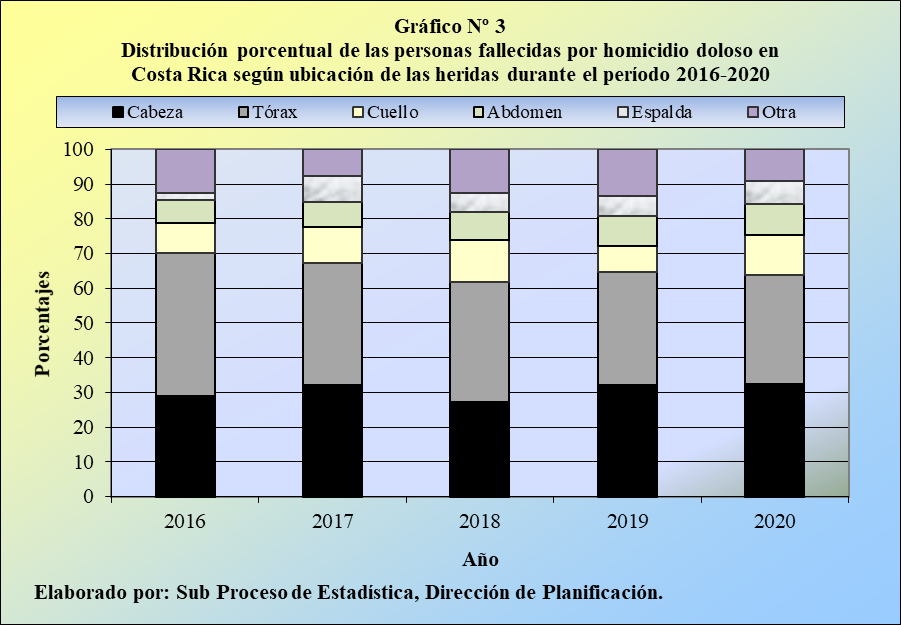 Gráfico Nº 3
Distribución porcentual de las personas fallecidas por homicidio doloso en
Costa Rica según ubicación de las heridas durante el período 2016-2020
Cabeza Tórax Cuello Abdomen Espalda Otra
Porcentajes
100
90
80
70
60
50
40
30
20
10
0
2016 2017 2018 2019 2020
Año
Elaborado por: Sub Proceso de Estadística, Dirección de Planificación.